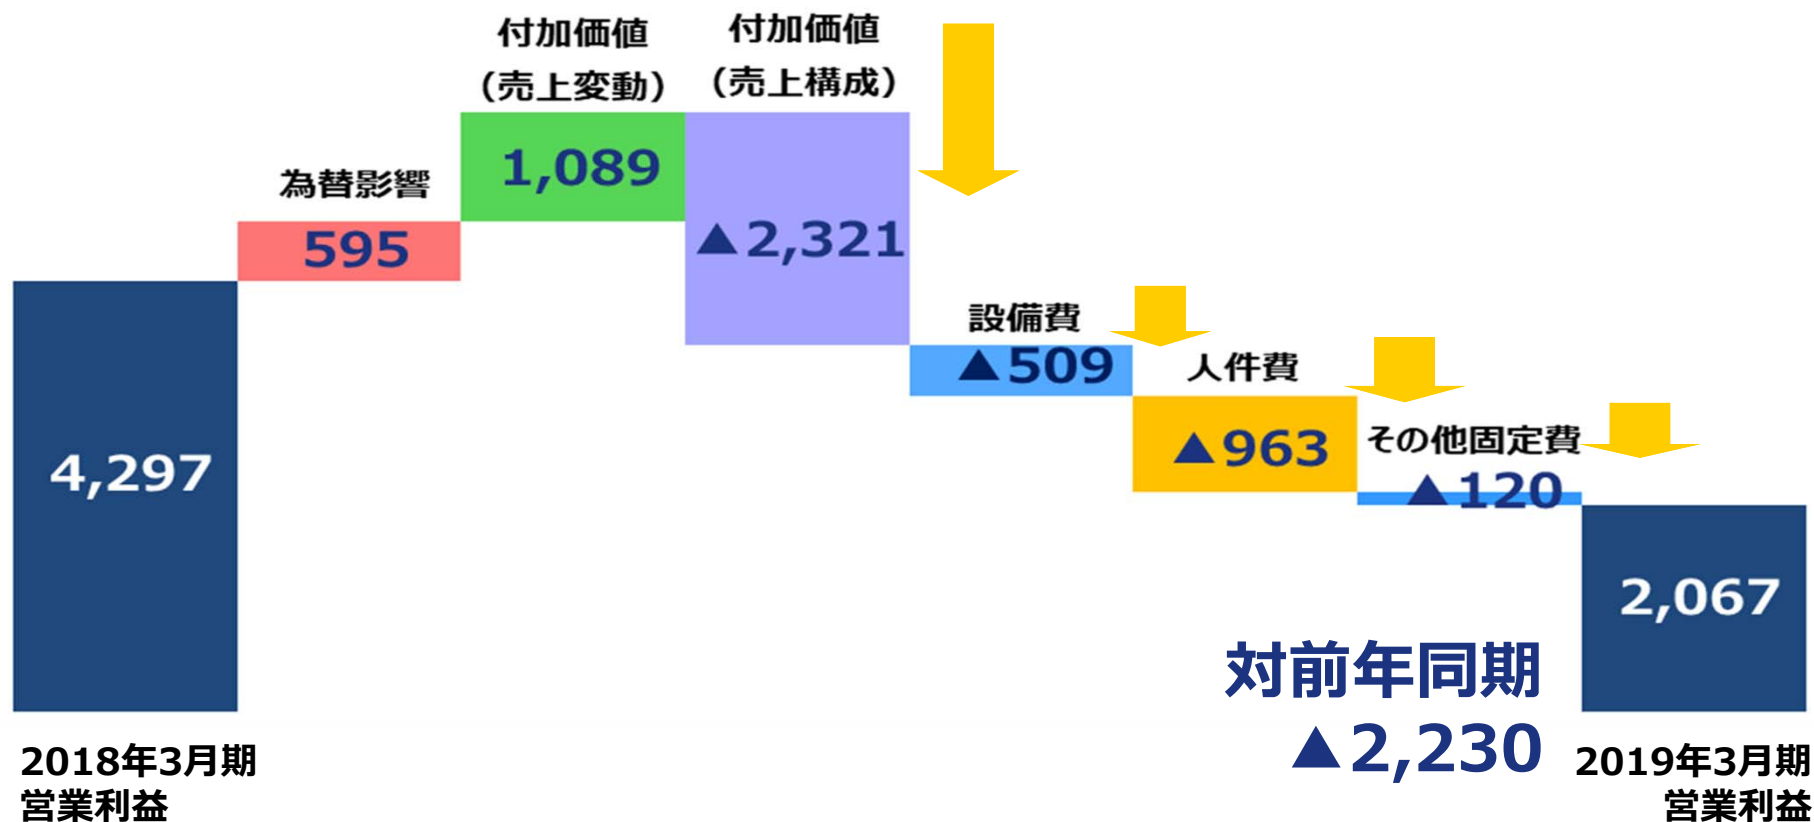 付加価値
（売上変動）
付加価値
（売上構成）
為替影響
1,089
595
▲2,321
設備費
▲509
人件費
▲963
その他固定費
▲120
4,297
2,067
対前年同期
▲2,230
2018年3月期
営業利益
2019年3月期
営業利益